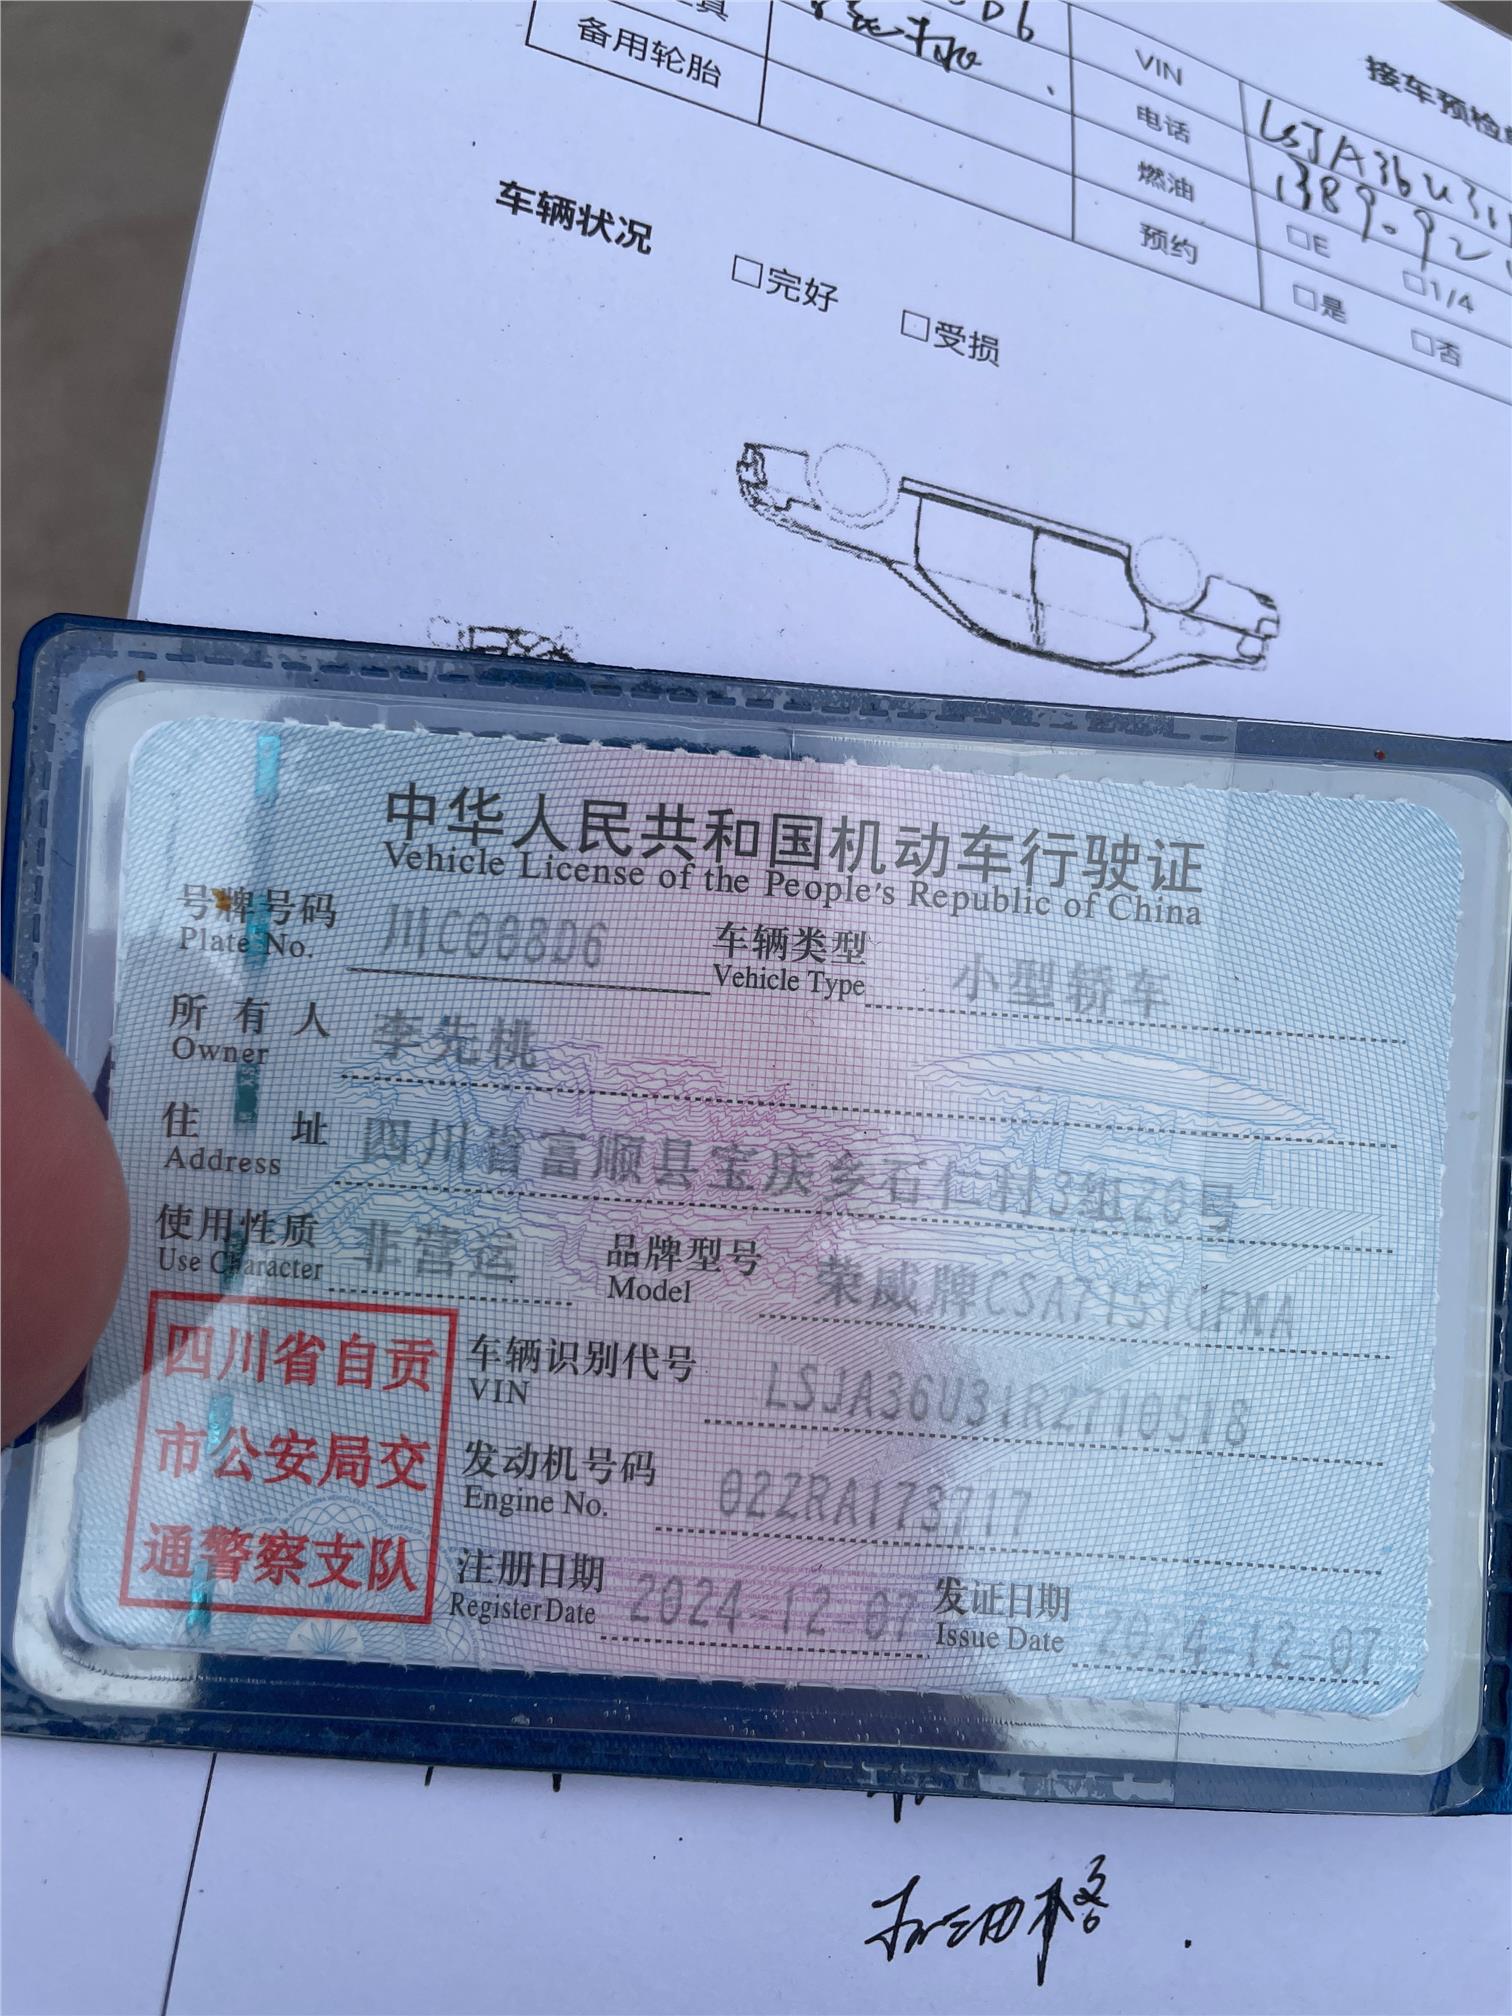 备用轮胎
VIN
接车预检
电话
燃油
□E □1/4
预约
□是 □否
车辆状况 □完好 □受损
中华人民共和国机动车行驶证
Vehicle License of the People's Republic of China
号牌号码 川C008D6 车辆类型 小型轿车
Plate No. Vehicle Type
所有人 李先桃
Owner
住址 四川省富顺县宝庆乡石仁村3组20号
Address
使用性质 非营运 品牌型号 荣威牌CSA7151GFMA
Use Character Model
四川省自贡
市公安局交
通警察支队
车辆识别代号 LSJA36U31RZ710518
VIN
发动机号码 02ZRA173717
Engine No.
注册日期 2024-12-07 发证日期 2024-12-07
Register Date Issue Date